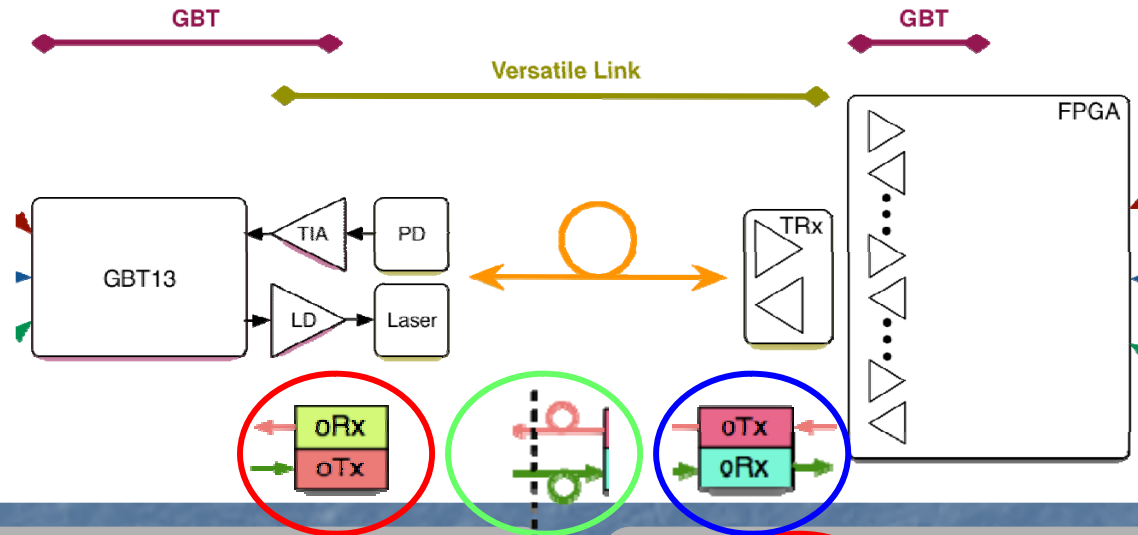 GBT
GBT
Versatile Link
FPGA
TRx
TIA
PD
GBT13
LD
Laser
oRx
oTx
oTx
oRx